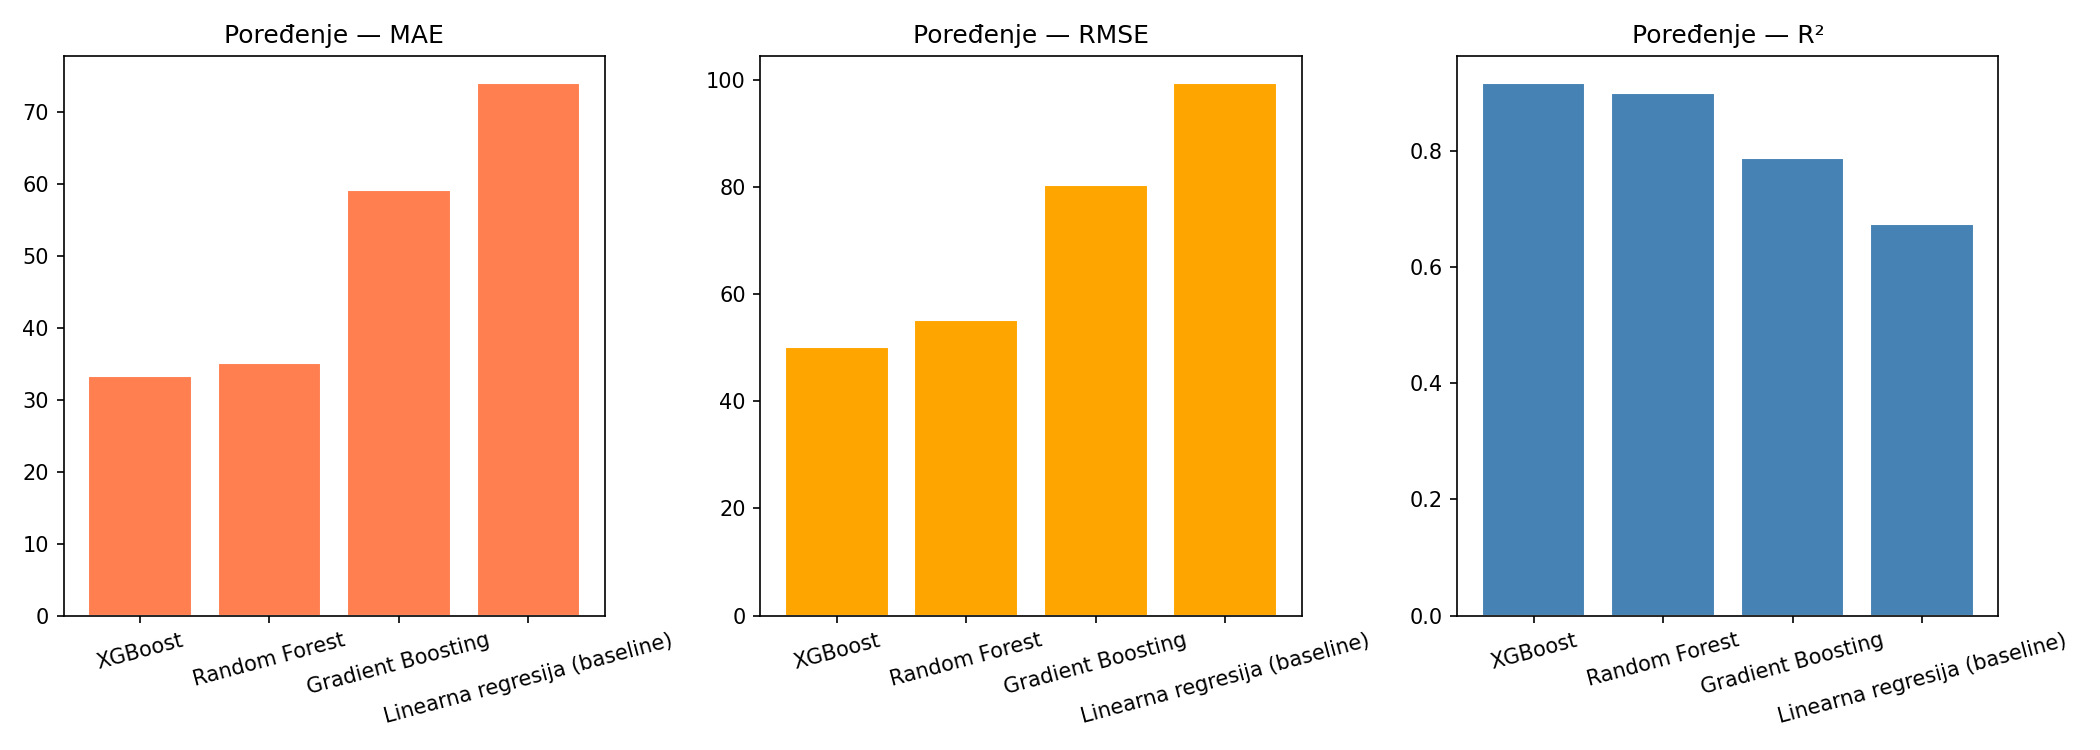 Poređenje — MAE
70
60
50
40
30
20
10
0
XGBoost
Random Forest
Gradient Boosting
Linearna regresija (baseline)
Poređenje — RMSE
100
80
60
40
20
0
XGBoost
Random Forest
Gradient Boosting
Linearna regresija (baseline)
Poređenje — R²
0.8
0.6
0.4
0.2
0.0
XGBoost
Random Forest
Gradient Boosting
Linearna regresija (baseline)